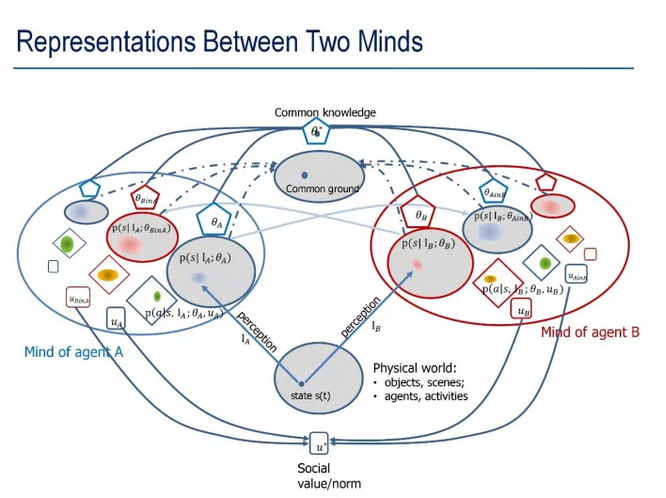 Representations Between Two Minds
Common knowledge
θ*
Common ground
θ_BinA
θ_A
θ_B
θ_AinB
p(s| I_A; θ_BinA)
p(s| I_A; θ_A)
p(s| I_B; θ_B)
p(s| I_B; θ_AinB)
p(a|s, I_A; θ_A, u_A)
p(a|s, I_B; θ_B, u_B)
u_BinA
u_A
u_B
u_AinB
Mind of agent A
Mind of agent B
perception
I_A
perception
I_B
state s(t)
Physical world:
• objects, scenes;
• agents, activities
u*
Social
value/norm